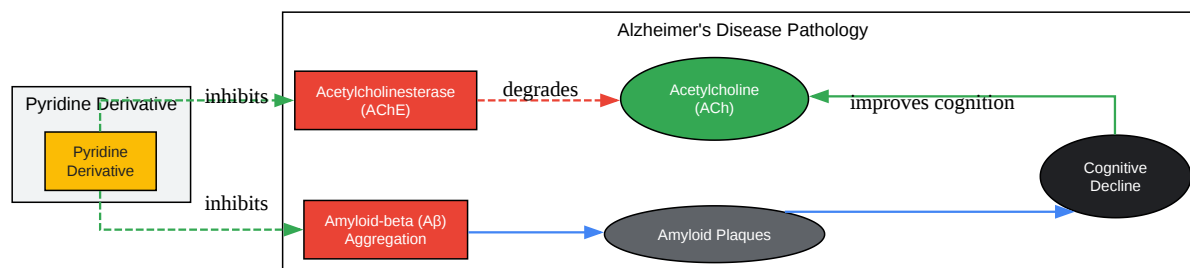 Alzheimer's Disease Pathology
Pyridine Derivative
Pyridine
Derivative
inhibits
inhibits
Acetylcholinesterase
(AChE)
degrades
Acetylcholine
(ACh)
improves cognition
Cognitive
Decline
Amyloid-beta (Aβ)
Aggregation
Amyloid Plaques